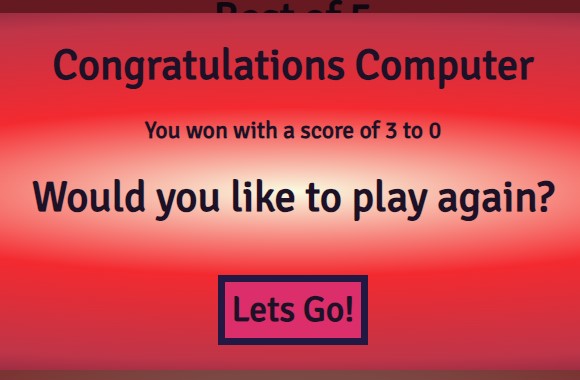 Best of 5
Congratulations Computer
You won with a score of 3 to 0
Would you like to play again?
Lets Go!